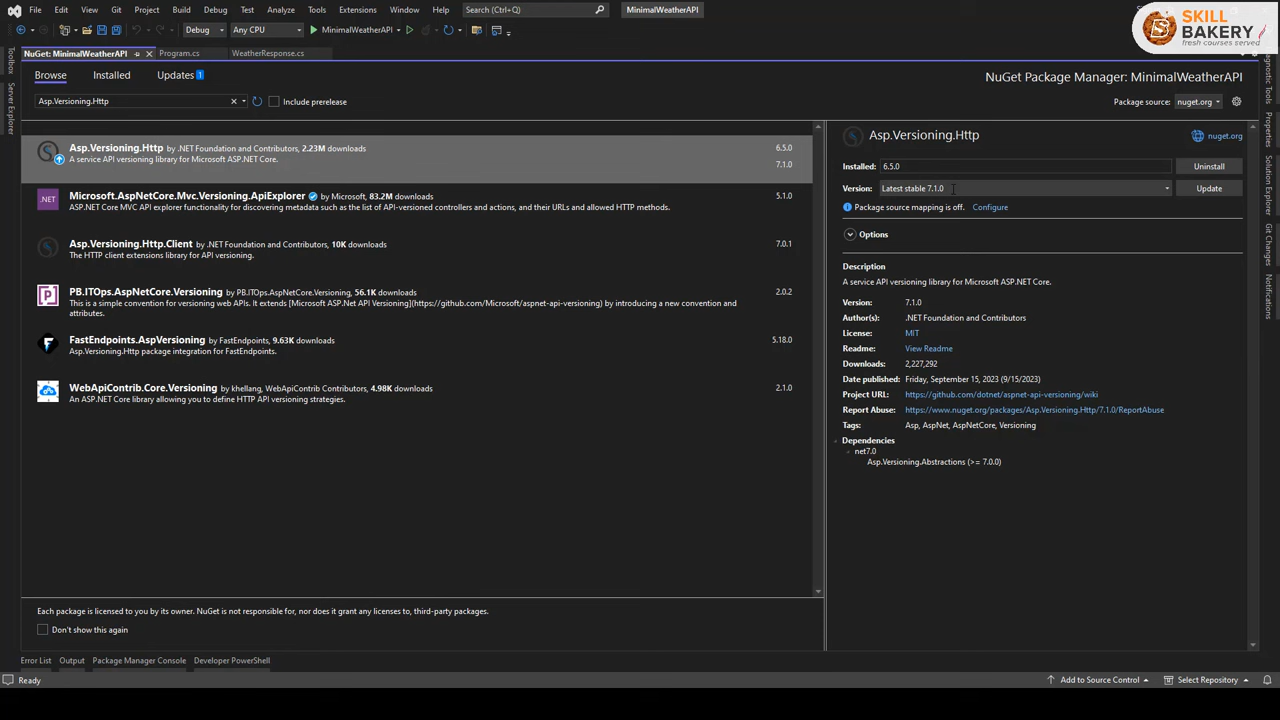 File Edit View Git Project Build Debug Test Analyze Tools Extensions Window Help Search (Ctrl+Q) MinimalWeatherAPI
SKILL
BAKERY
fresh courses served
Debug Any CPU MinimalWeatherAPI
NuGet: MinimalWeatherAPI Program.cs WeatherResponse.cs
Toolbox
Server Explorer
Browse Installed Updates 1
NuGet Package Manager: MinimalWeatherAPI
Asp.Versioning.Http Include prerelease
Package source: nuget.org
Asp.Versioning.Http by .NET Foundation and Contributors, 2.23M downloads 6.5.0
A service API versioning library for Microsoft ASP.NET Core. 7.1.0
.NET
Microsoft.AspNetCore.Mvc.Versioning.ApiExplorer by Microsoft, 83.2M downloads 5.1.0
ASP.NET Core MVC API explorer functionality for discovering metadata such as the list of API-versioned controllers and actions, and their URLs and allowed HTTP methods.
Asp.Versioning.Http.Client by .NET Foundation and Contributors, 10K downloads 7.0.1
The HTTP client extensions library for API versioning.
PB.ITOps.AspNetCore.Versioning by PB.ITOps.AspNetCore.Versioning, 56.1K downloads 2.0.2
This is a simple convention for versioning web APIs. It extends [Microsoft ASP.Net API Versioning](https://github.com/Microsoft/aspnet-api-versioning) by introducing a new convention and
attributes.
FastEndpoints.AspVersioning by FastEndpoints, 9.63K downloads 5.18.0
Asp.Versioning.Http package integration for FastEndpoints.
WebApiContrib.Core.Versioning by khellang, WebApiContrib Contributors, 4.98K downloads 2.1.0
An ASP.NET Core library allowing you to define HTTP API versioning strategies.
Each package is licensed to you by its owner. NuGet is not responsible for, nor does it grant any licenses to, third-party packages.
Don't show this again
Asp.Versioning.Http nuget.org
Installed: 6.5.0 Uninstall
Version: Latest stable 7.1.0 Update
Package source mapping is off. Configure
Options
Description
A service API versioning library for Microsoft ASP.NET Core.
Version: 7.1.0
Author(s): .NET Foundation and Contributors
License: MIT
Readme: View Readme
Downloads: 2,227,292
Date published: Friday, September 15, 2023 (9/15/2023)
Project URL: https://github.com/dotnet/aspnet-api-versioning/wiki
Report Abuse: https://www.nuget.org/packages/Asp.Versioning.Http/7.1.0/ReportAbuse
Tags: Asp, AspNet, AspNetCore, Versioning
Dependencies
net7.0
Asp.Versioning.Abstractions (>= 7.0.0)
Properties
Solution Explorer
Git Changes
Notifications
Error List Output Package Manager Console Developer PowerShell
Ready Add to Source Control Select Repository